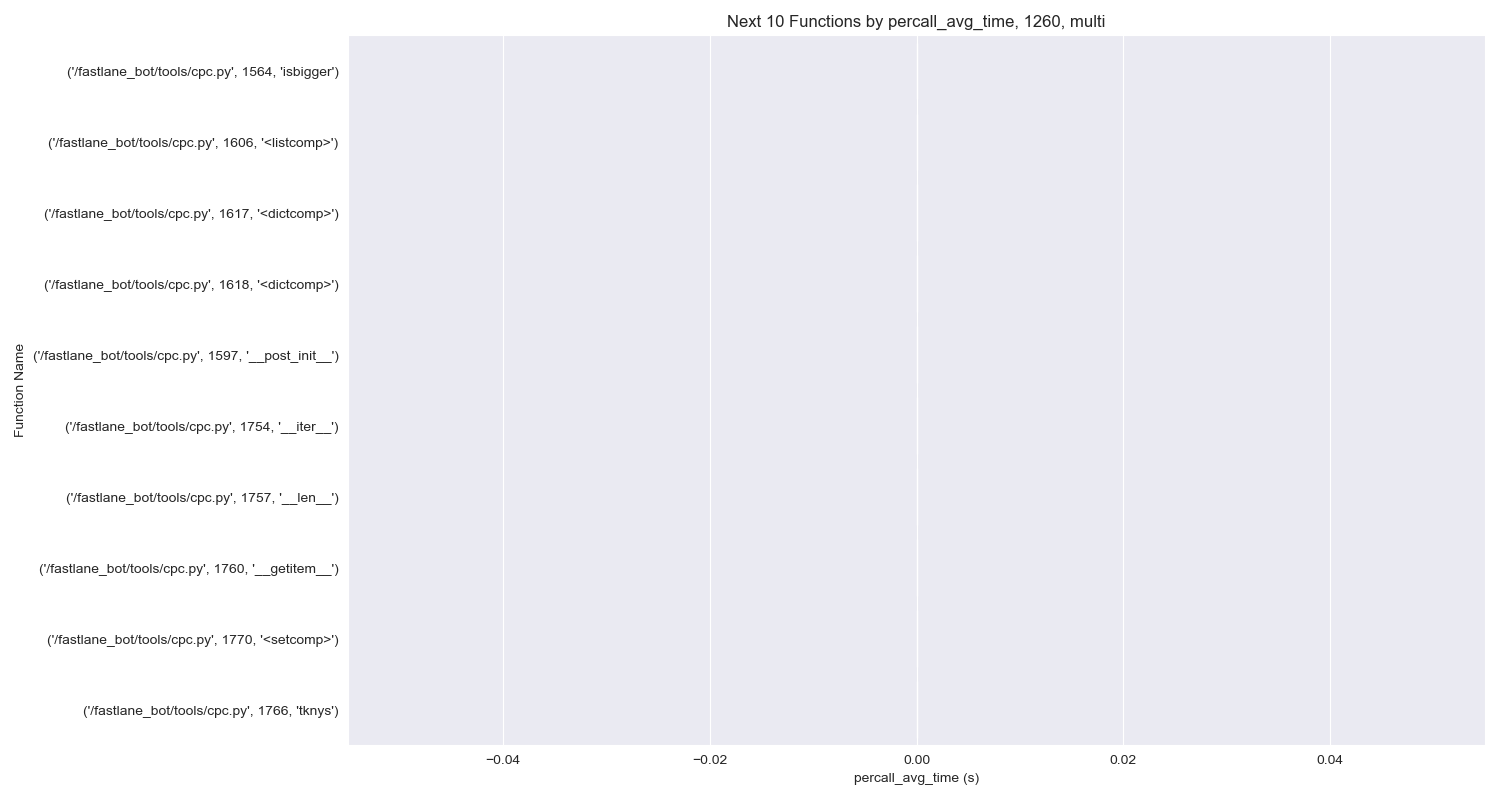 Next 10 Functions by percall_avg_time, 1260, multi
('/fastlane_bot/tools/cpc.py', 1564, 'isbigger')
('/fastlane_bot/tools/cpc.py', 1606, '<listcomp>')
('/fastlane_bot/tools/cpc.py', 1617, '<dictcomp>')
('/fastlane_bot/tools/cpc.py', 1618, '<dictcomp>')
('/fastlane_bot/tools/cpc.py', 1597, '__post_init__')
('/fastlane_bot/tools/cpc.py', 1754, '__iter__')
('/fastlane_bot/tools/cpc.py', 1757, '__len__')
('/fastlane_bot/tools/cpc.py', 1760, '__getitem__')
('/fastlane_bot/tools/cpc.py', 1770, '<setcomp>')
('/fastlane_bot/tools/cpc.py', 1766, 'tknys')
Function Name
−0.04 −0.02 0.00 0.02 0.04
percall_avg_time (s)